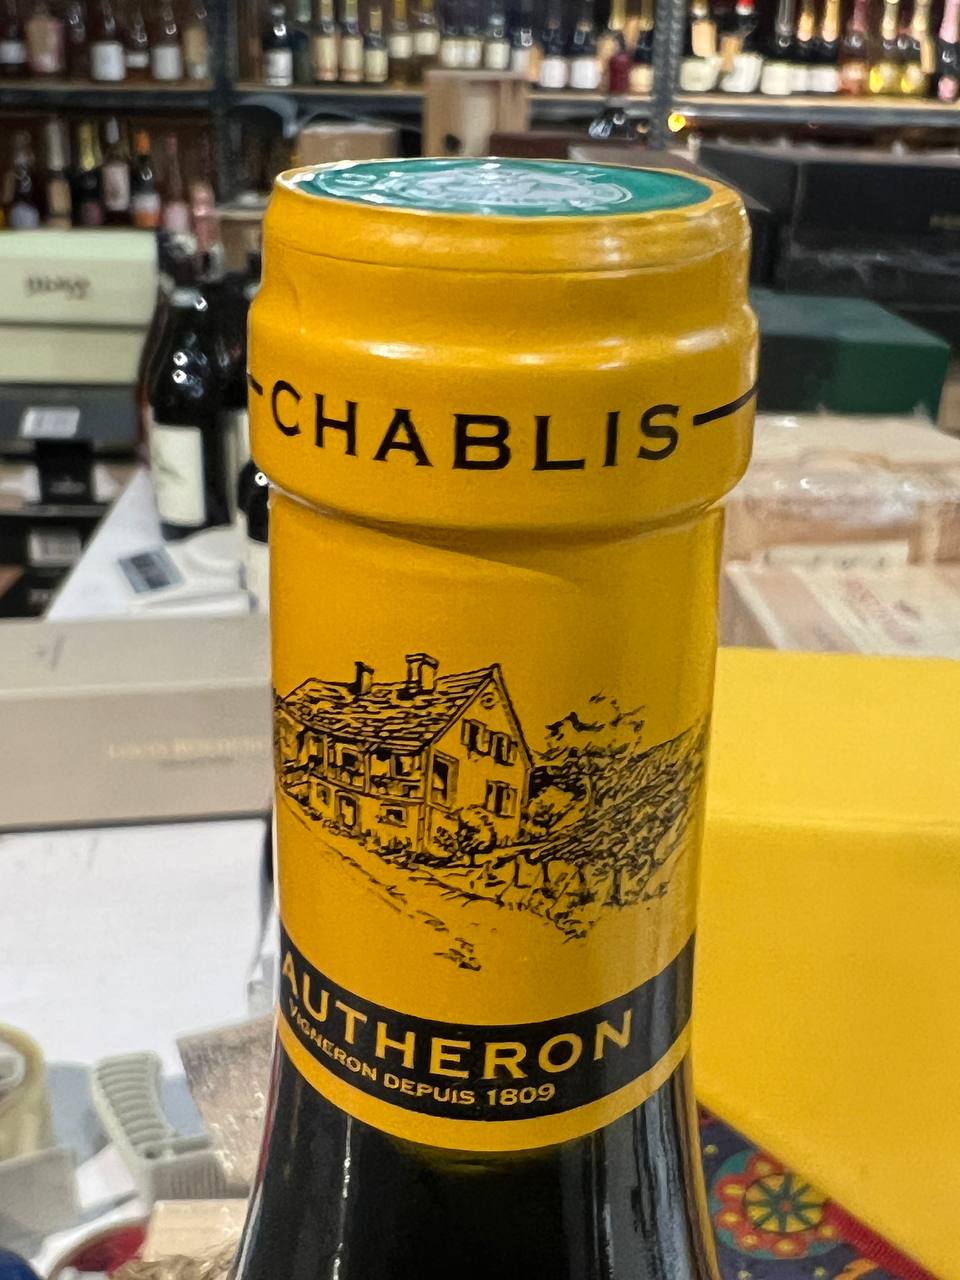 CHABLIS
AUTHERON
VIGNERON DEPUIS 1809